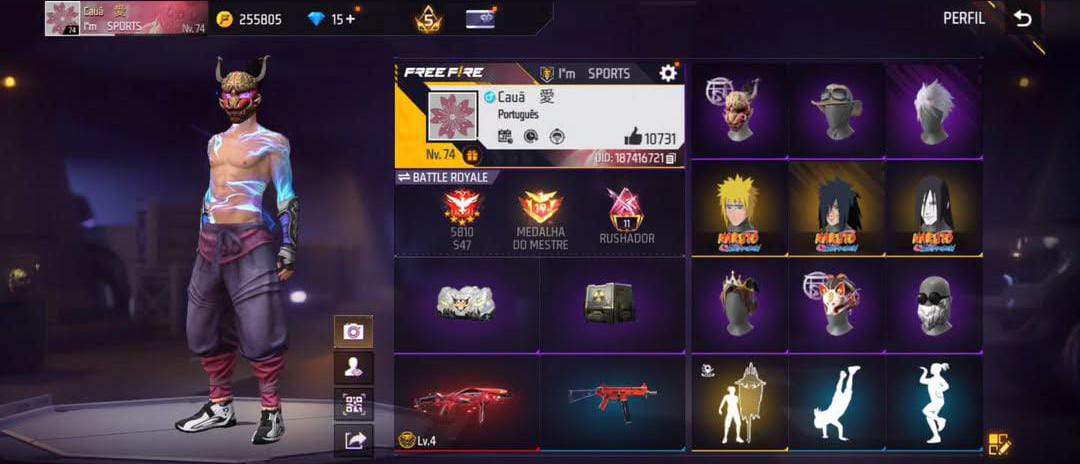 Cauã 愛
I"m SPORTS
74
Nv.74
255805
15+
5
PERFIL
FREE FIRE
I"m SPORTS
Cauã 愛
Português
10731
Nv.74
UID:187416721
BATTLE ROYALE
5810
S47
MEDALHA
DO MESTRE
11
RUSHADOR
NARUTO
NARUTO
NARUTO
Lv.4